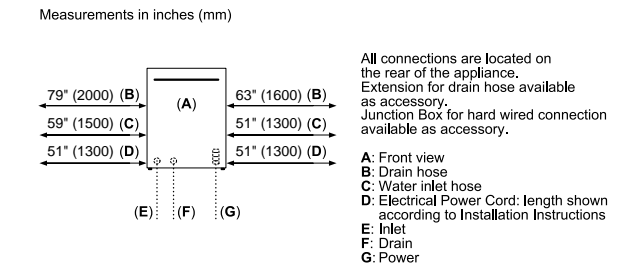 Measurements in inches (mm)
79" (2000) (B)
59" (1500) (C)
51" (1300) (D)
(A)
63" (1600) (B)
51" (1300) (C)
51" (1300) (D)
(E) (F) (G)
All connections are located on
the rear of the appliance.
Extension for drain hose available
as accessory.
Junction Box for hard wired connection
available as accessory.
A: Front view
B: Drain hose
C: Water inlet hose
D: Electrical Power Cord: length shown
according to Installation Instructions
E: Inlet
F: Drain
G: Power